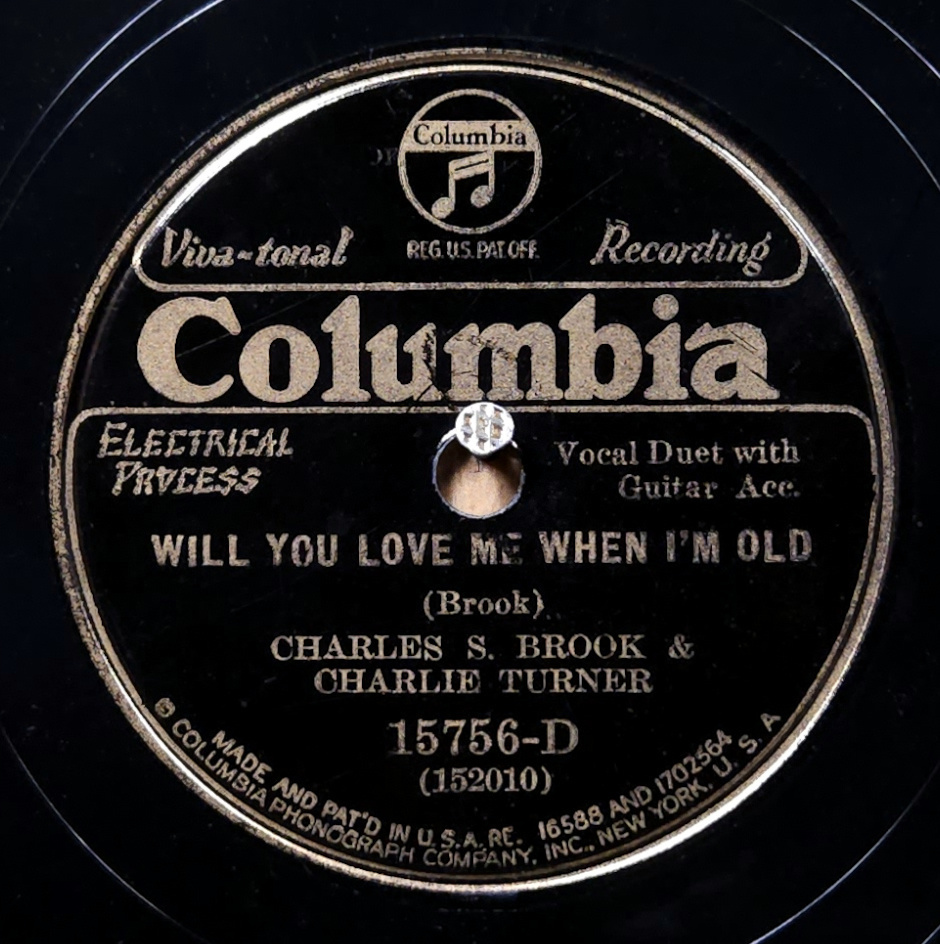 Columbia
REG. U.S. PAT. OFF.
Viva-tonal Recording
Columbia
ELECTRICAL
PROCESS
Vocal Duet with
Guitar Acc.
WILL YOU LOVE ME WHEN I'M OLD
(Brook)
CHARLES S. BROOK &
CHARLIE TURNER
15756-D
(152010)
MADE AND PAT'D IN U.S.A. RE. 16588 AND 1702564
© COLUMBIA PHONOGRAPH COMPANY, INC., NEW YORK, U. S. A